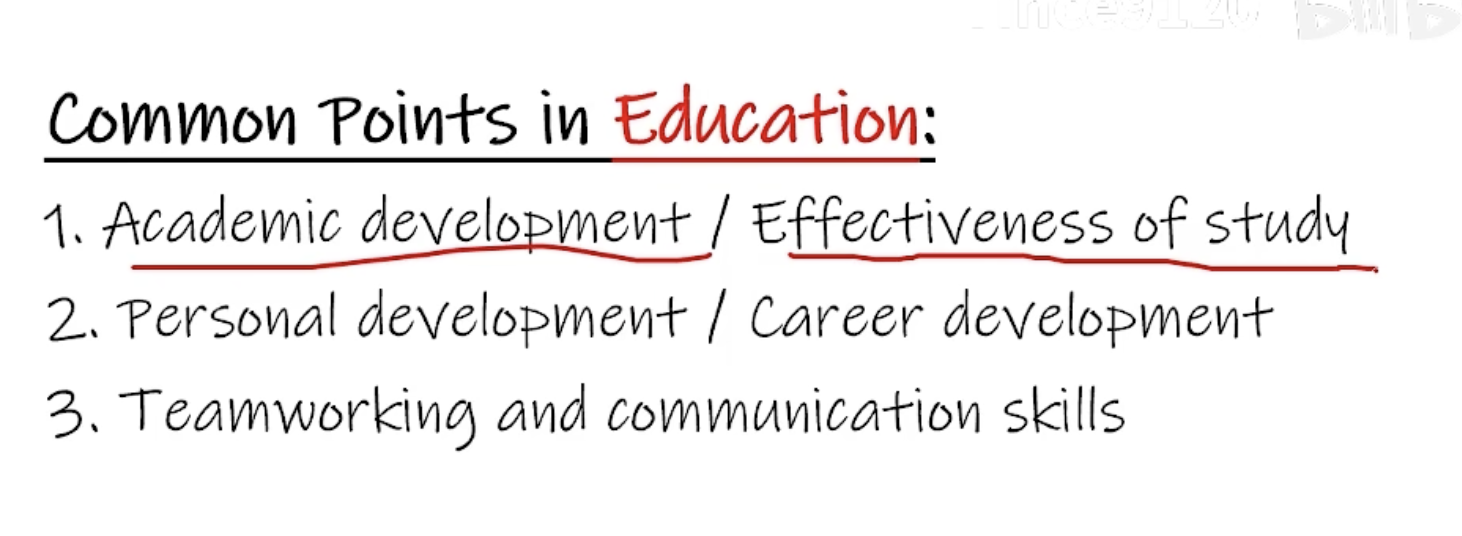 Common Points in Education:
1. Academic development / Effectiveness of study
2. Personal development / Career development
3. Teamworking and communication skills